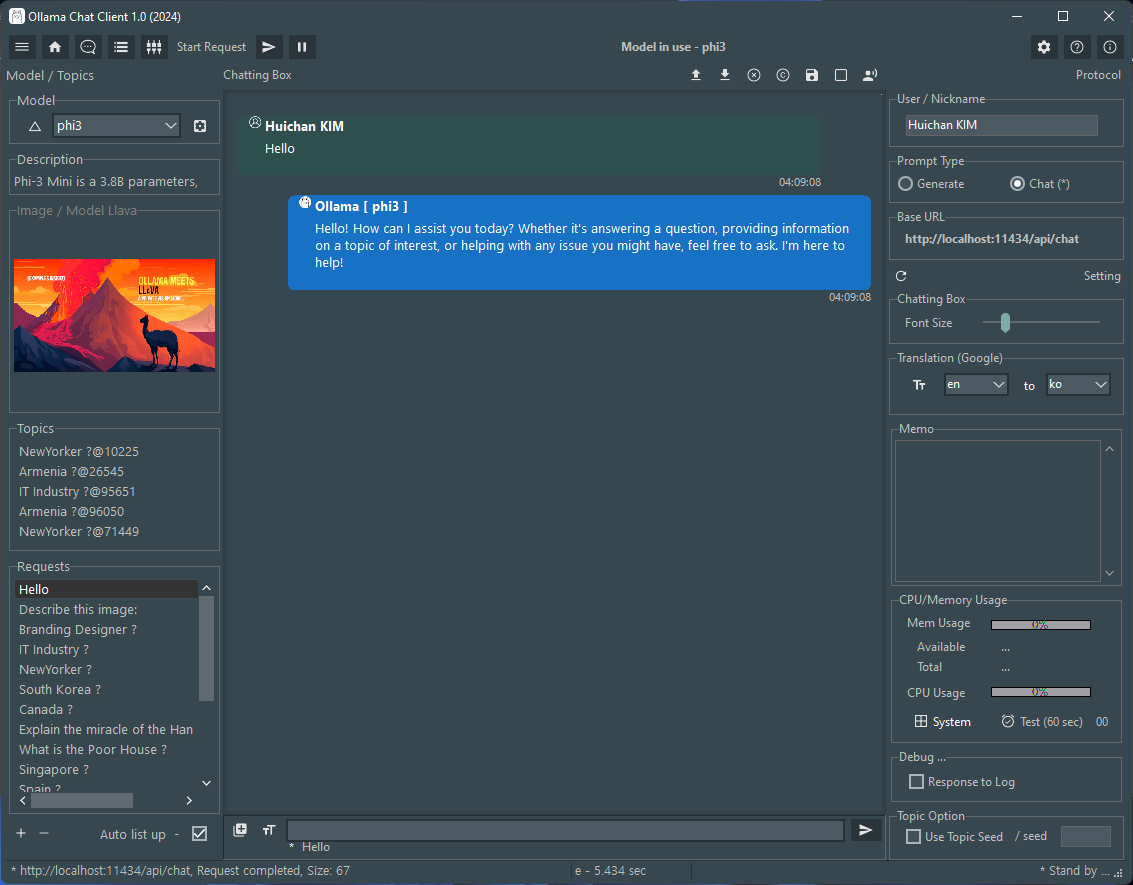 Ollama Chat Client 1.0 (2024)
Start Request
Model in use - phi3
Model / Topics
Chatting Box
Protocol
Model
phi3
Description
Phi-3 Mini is a 3.8B parameters,
Image / Model Llava
(EXAMPLES INSIDE!)
OLLAMA MEETS
LLaVA
Topics
NewYorker ?@10225
Armenia ?@26545
IT Industry ?@95651
Armenia ?@96050
NewYorker ?@71449
Requests
Hello
Describe this image:
Branding Designer ?
IT Industry ?
NewYorker ?
South Korea ?
Canada ?
Explain the miracle of the Han
What is the Poor House ?
Singapore ?
Spain ?
Auto list up -
Huichan KIM
Hello
04:09:08
Ollama [ phi3 ]
Hello! How can I assist you today? Whether it's answering a question, providing information
on a topic of interest, or helping with any issue you might have, feel free to ask. I'm here to
help!
04:09:08
* Hello
User / Nickname
Huichan KIM
Prompt Type
Generate
Chat (*)
Base URL
http://localhost:11434/api/chat
Setting
Chatting Box
Font Size
Translation (Google)
en
to
ko
Memo
CPU/Memory Usage
Mem Usage
0%
Available
...
Total
...
CPU Usage
0%
System
Test (60 sec)
00
Debug ...
Response to Log
Topic Option
Use Topic Seed
/ seed
* http://localhost:11434/api/chat, Request completed, Size: 67
e - 5.434 sec
* Stand by ...